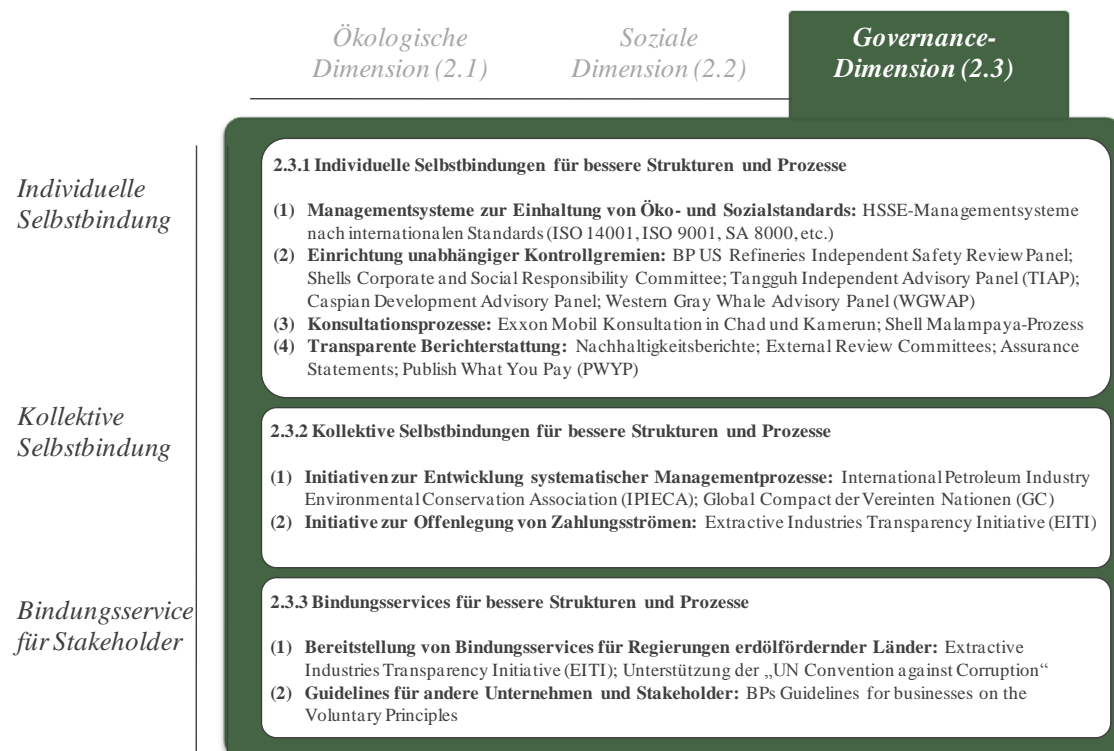 Ökologische
Dimension (2.1)
Soziale
Dimension (2.2)
Governance-
Dimension (2.3)
Individuelle
Selbstbindung
2.3.1 Individuelle Selbstbindungen für bessere Strukturen und Prozesse
(1) Managementsysteme zur Einhaltung von Öko- und Sozialstandards: HSSE-Managementsysteme
nach internationalen Standards (ISO 14001, ISO 9001, SA 8000, etc.)
(2) Einrichtung unabhängiger Kontrollgremien: BP US Refineries Independent Safety Review Panel;
Shells Corporate and Social Responsibility Committee; Tangguh Independent Advisory Panel (TIAP);
Caspian Development Advisory Panel; Western Gray Whale Advisory Panel (WGWAP)
(3) Konsultationsprozesse: Exxon Mobil Konsultation in Chad und Kamerun; Shell Malampaya-Prozess
(4) Transparente Berichterstattung: Nachhaltigkeitsberichte; External Review Committees; Assurance
Statements; Publish What You Pay (PWYP)
Kollektive
Selbstbindung
2.3.2 Kollektive Selbstbindungen für bessere Strukturen und Prozesse
(1) Initiativen zur Entwicklung systematischer Managementprozesse: International Petroleum Industry
Environmental Conservation Association (IPIECA); Global Compact der Vereinten Nationen (GC)
(2) Initiative zur Offenlegung von Zahlungsströmen: Extractive Industries Transparency Initiative (EITI)
Bindungsservice
für Stakeholder
2.3.3 Bindungsservices für bessere Strukturen und Prozesse
(1) Bereitstellung von Bindungsservices für Regierungen erdölfördernder Länder: Extractive
Industries Transparency Initiative (EITI); Unterstützung der „UN Convention against Corruption“
(2) Guidelines für andere Unternehmen und Stakeholder: BPs Guidelines for businesses on the
Voluntary Principles